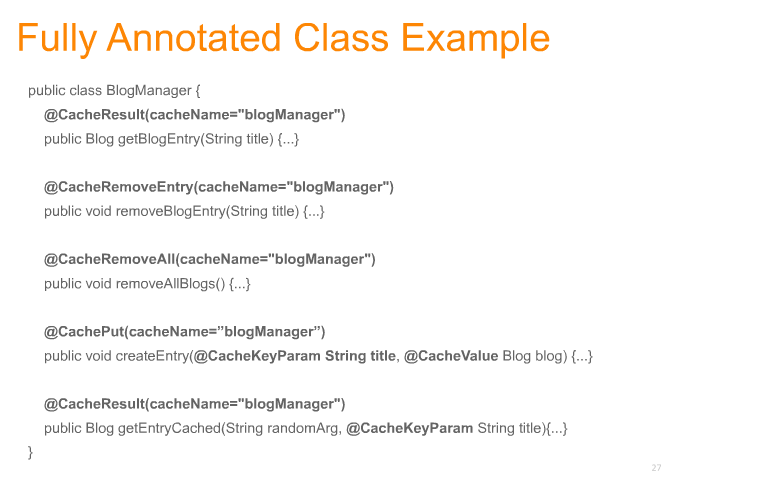 Fully Annotated Class Example
public class BlogManager {
@CacheResult(cacheName="blogManager")
public Blog getBlogEntry(String title) {...}
@CacheRemoveEntry(cacheName="blogManager")
public void removeBlogEntry(String title) {...}
@CacheRemoveAll(cacheName="blogManager")
public void removeAllBlogs() {...}
@CachePut(cacheName=”blogManager”)
public void createEntry(@CacheKeyParam String title, @CacheValue Blog blog) {...}
@CacheResult(cacheName="blogManager")
public Blog getEntryCached(String randomArg, @CacheKeyParam String title){...}
}
27